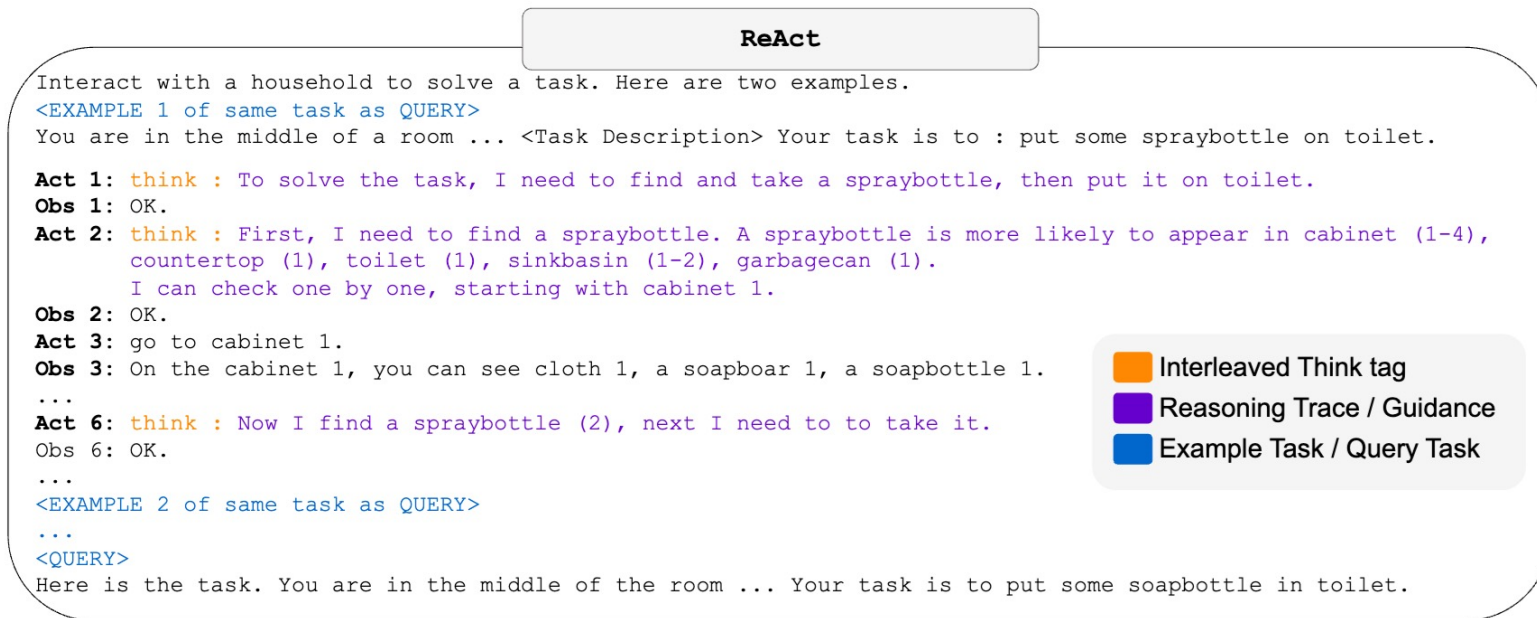 ReAct
Interact with a household to solve a task. Here are two examples.
<EXAMPLE 1 of same task as QUERY>
You are in the middle of a room ... <Task Description> Your task is to : put some spraybottle on toilet.
Act 1: think : To solve the task, I need to find and take a spraybottle, then put it on toilet.
Obs 1: OK.
Act 2: think : First, I need to find a spraybottle. A spraybottle is more likely to appear in cabinet (1-4),
countertop (1), toilet (1), sinkbasin (1-2), garbagecan (1).
I can check one by one, starting with cabinet 1.
Obs 2: OK.
Act 3: go to cabinet 1.
Obs 3: On the cabinet 1, you can see cloth 1, a soapboar 1, a soapbottle 1.
...
Act 6: think : Now I find a spraybottle (2), next I need to to take it.
Obs 6: OK.
...
<EXAMPLE 2 of same task as QUERY>
...
<QUERY>
Here is the task. You are in the middle of the room ... Your task is to put some soapbottle in toilet.
Interleaved Think tag
Reasoning Trace / Guidance
Example Task / Query Task